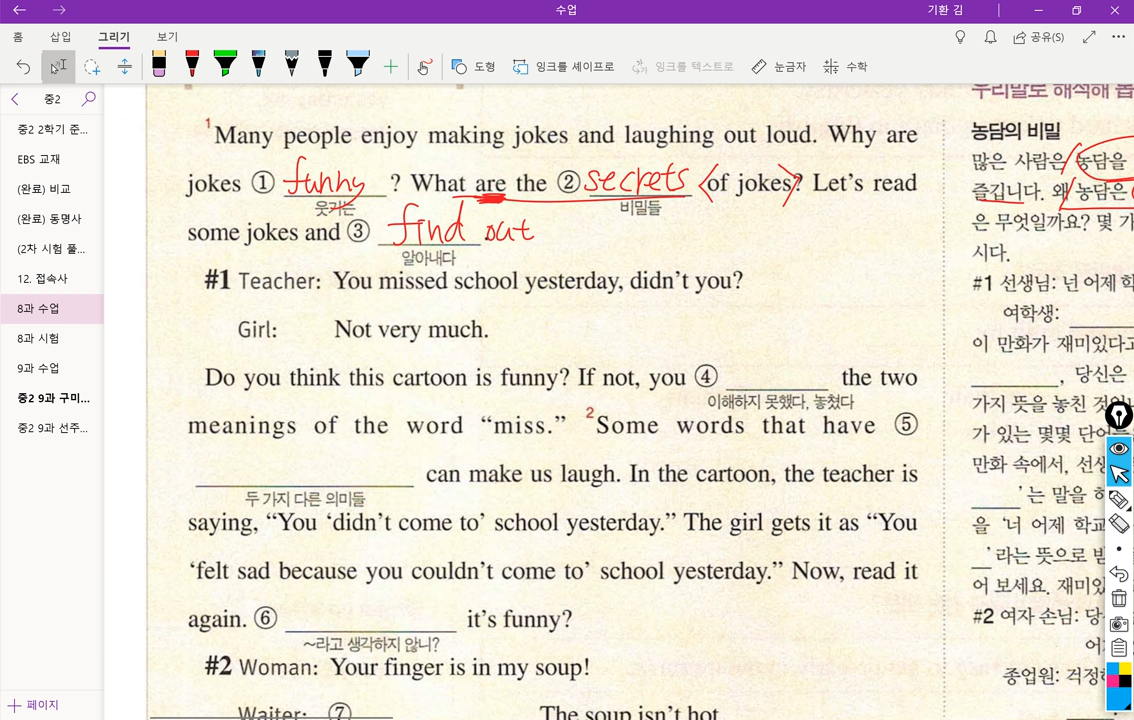 수업
기환 김
홈 삽입 그리기 보기
공유(S)
도형 잉크를 셰이프로 잉크를 텍스트로 눈금자 수학
중2
중2 2학기 준...
EBS 교재
(완료) 비교
(완료) 동명사
(2차 시험 풀...
12. 접속사
8과 수업
8과 시험
9과 수업
중2 9과 구미...
중2 9과 선주...
페이지
1Many people enjoy making jokes and laughing out loud. Why are
jokes ① funny ? What are the ② secrets <of jokes>? Let's read
웃기는 비밀들
some jokes and ③ find out.
알아내다
#1 Teacher: You missed school yesterday, didn't you?
Girl: Not very much.
Do you think this cartoon is funny? If not, you ④ ________ the two
이해하지 못했다, 놓쳤다
meanings of the word “miss.” 2Some words that have ⑤
________ can make us laugh. In the cartoon, the teacher is
두 가지 다른 의미들
saying, “You ‘didn't come to’ school yesterday.” The girl gets it as “You
‘felt sad because you couldn't come to’ school yesterday.” Now, read it
again. ⑥ ________ it's funny?
~라고 생각하지 않니?
#2 Woman: Your finger is in my soup!
Waiter: ⑦ ________ The soup isn't hot
우리말로 해석해
농담의 비밀
많은 사람은 농담을
즐깁니다. 왜 농담은
은 무엇일까요? 몇 가
시다.
#1 선생님: 넌 어제 학
여학생: ________
이 만화가 재미있다고
________, 당신은
가지 뜻을 놓친 것입니
가 있는 몇몇 단어
만화 속에서, 선생
____’는 말을 하
을 ‘너 어제 학교
__’라는 뜻으로 받
어 보세요. 재미있
#2 여자 손님: 당
종업원: 걱정하